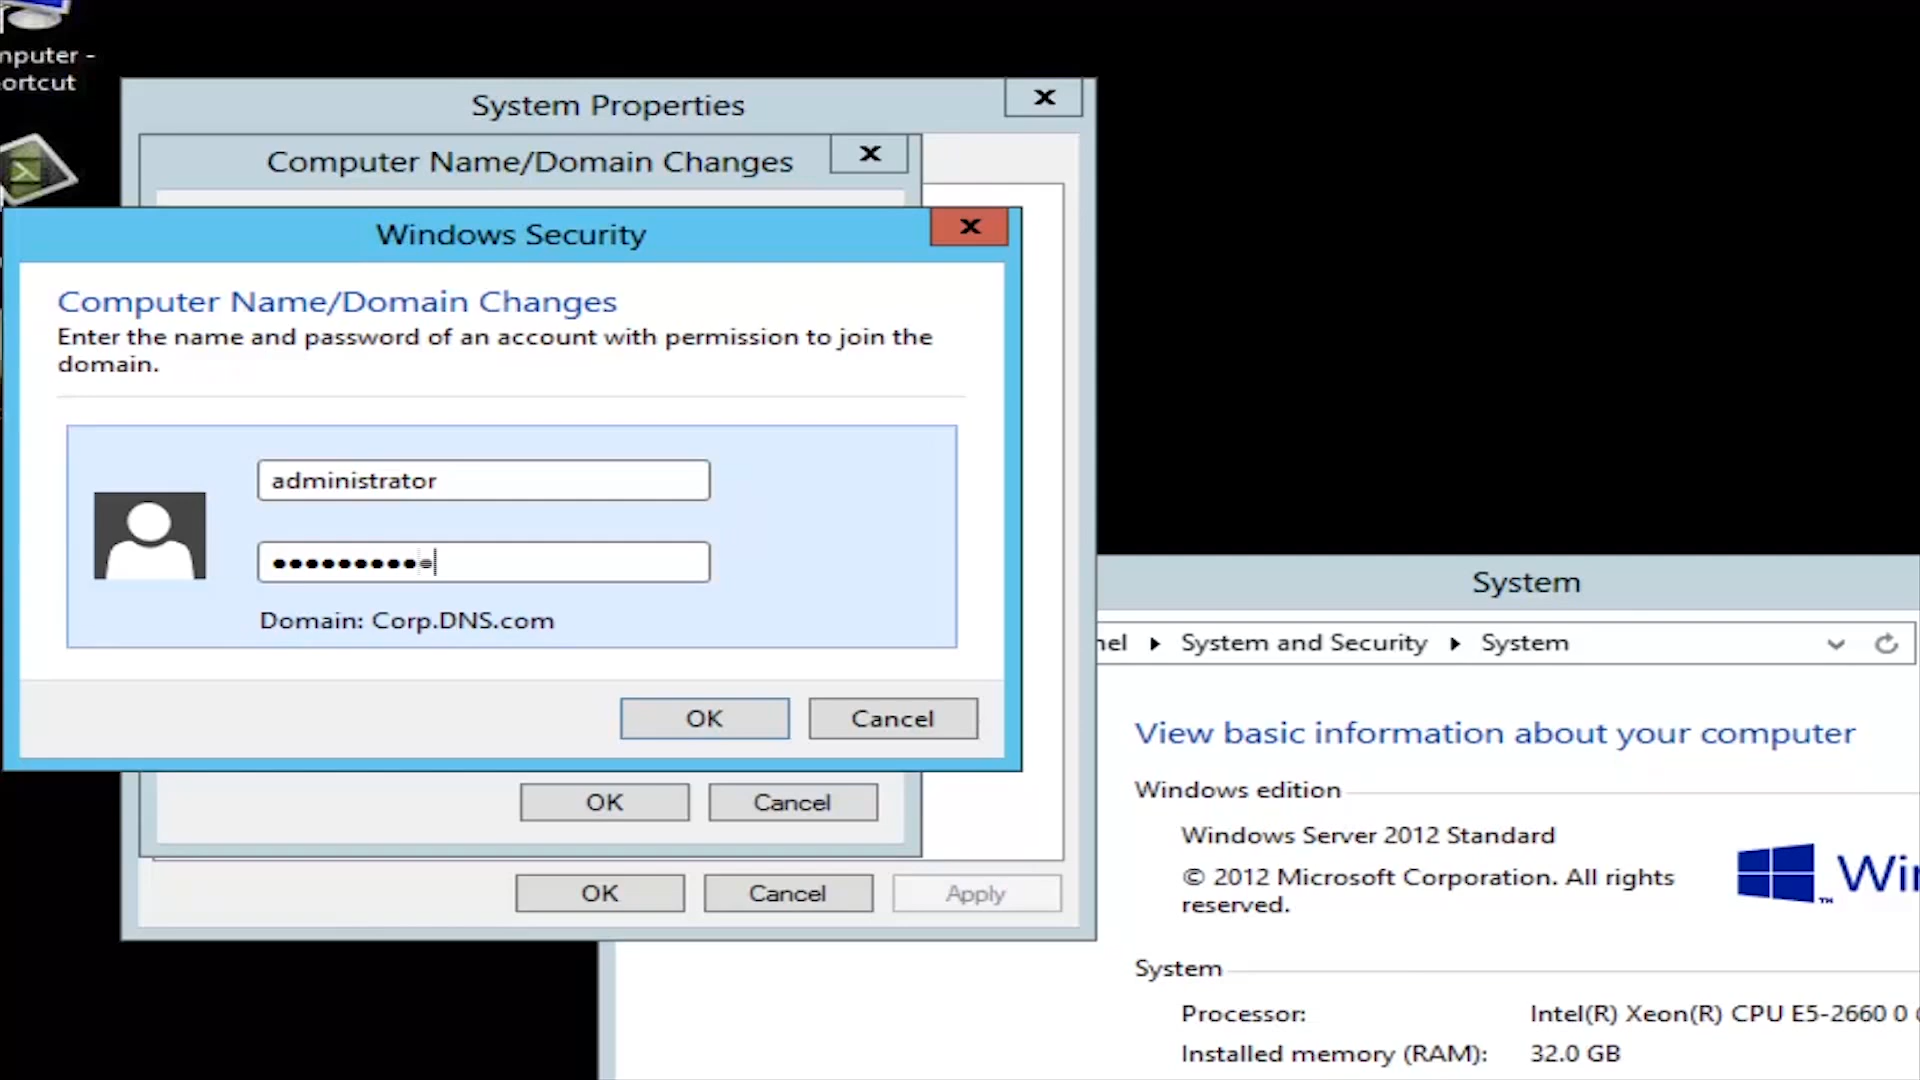 mputer -
ortcut
System Properties
Computer Name/Domain Changes
Windows Security
Computer Name/Domain Changes
Enter the name and password of an account with permission to join the
domain.
administrator
Domain: Corp.DNS.com
OK Cancel
OK Cancel
OK Cancel Apply
System
nel System and Security System
View basic information about your computer
Windows edition
Windows Server 2012 Standard
© 2012 Microsoft Corporation. All rights
reserved.
Win
System
Processor: Intel(R) Xeon(R) CPU E5-2660 0
Installed memory (RAM): 32.0 GB